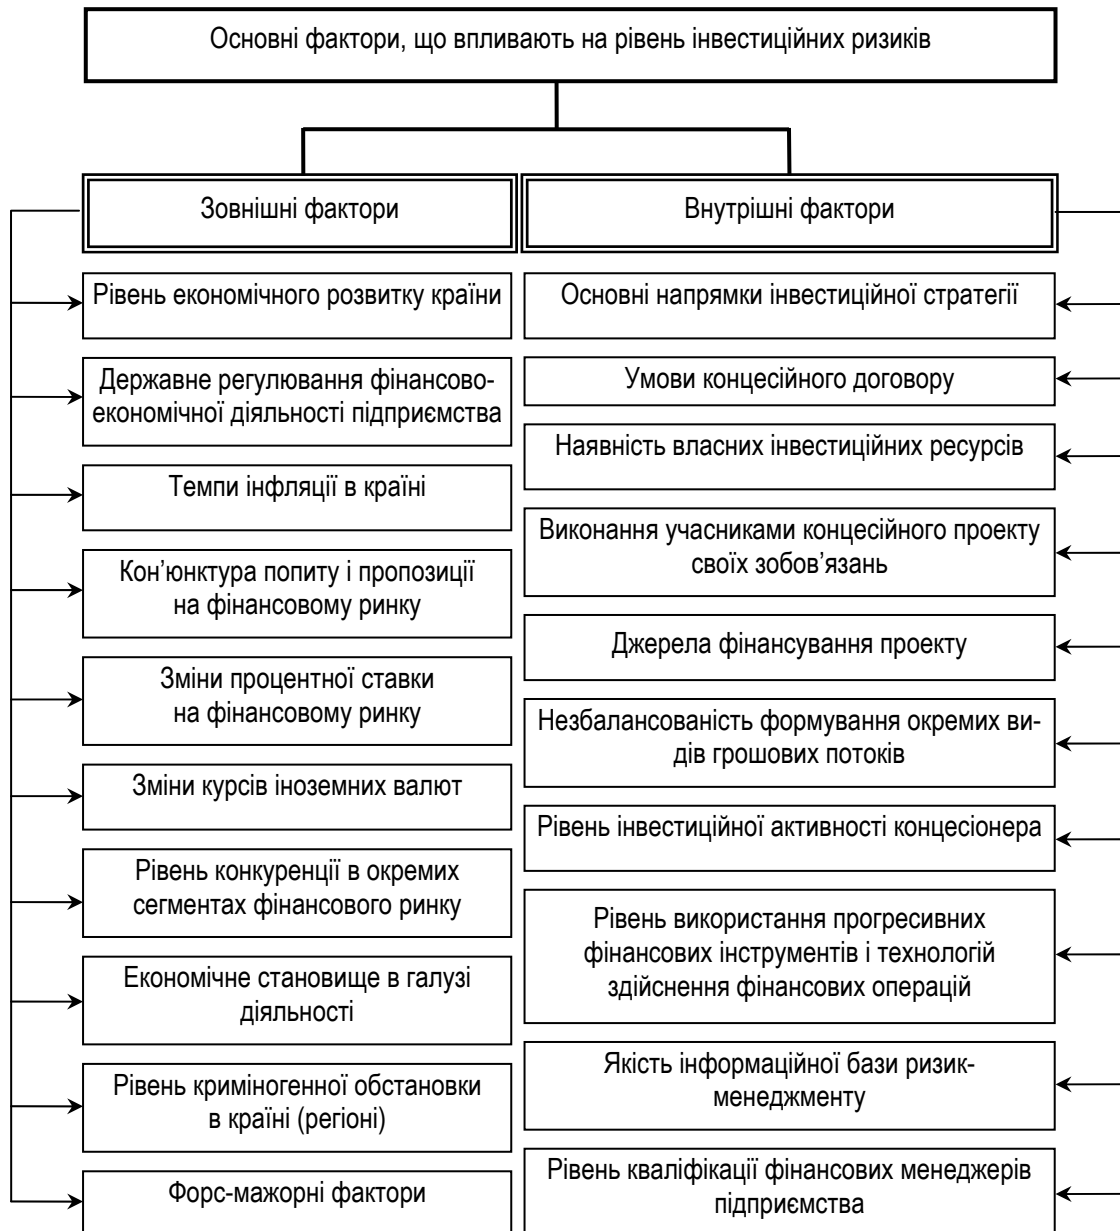 Основні фактори, що впливають на рівень інвестиційних ризиків
Зовнішні фактори
Рівень економічного розвитку країни
Державне регулювання фінансово-
економічної діяльності підприємства
Темпи інфляції в країні
Кон’юнктура попиту і пропозиції
на фінансовому ринку
Зміни процентної ставки
на фінансовому ринку
Зміни курсів іноземних валют
Рівень конкуренції в окремих
сегментах фінансового ринку
Економічне становище в галузі
діяльності
Рівень криміногенної обстановки
в країні (регіоні)
Форс-мажорні фактори
Внутрішні фактори
Основні напрямки інвестиційної стратегії
Умови концесійного договору
Наявність власних інвестиційних ресурсів
Виконання учасниками концесійного проекту
своїх зобов’язань
Джерела фінансування проекту
Незбалансованість формування окремих ви-
дів грошових потоків
Рівень інвестиційної активності концесіонера
Рівень використання прогресивних
фінансових інструментів і технологій
здійснення фінансових операцій
Якість інформаційної бази ризик-
менеджменту
Рівень кваліфікації фінансових менеджерів
підприємства